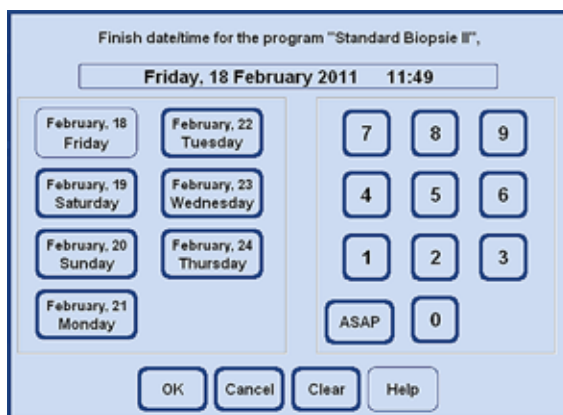 Finish date/time for the program "Standard Biopsie II",
Friday, 18 February 2011 11:49
February, 18
Friday
February, 22
Tuesday
February, 19
Saturday
February, 23
Wednesday
February, 20
Sunday
February, 24
Thursday
February, 21
Monday
7 8 9
4 5 6
1 2 3
ASAP 0
OK Cancel Clear Help